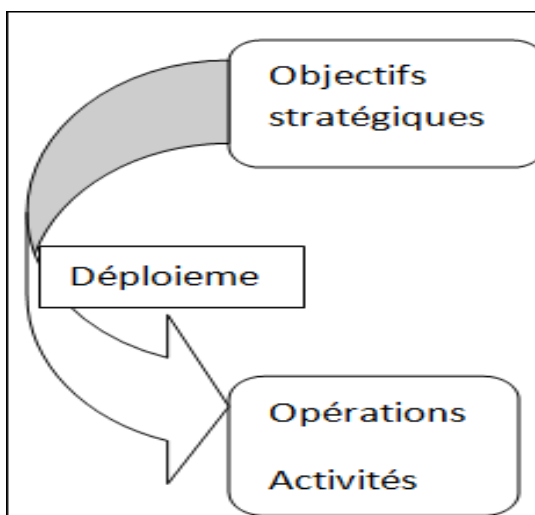 Objectifs
stratégiques
Déploieme
Opérations
Activités